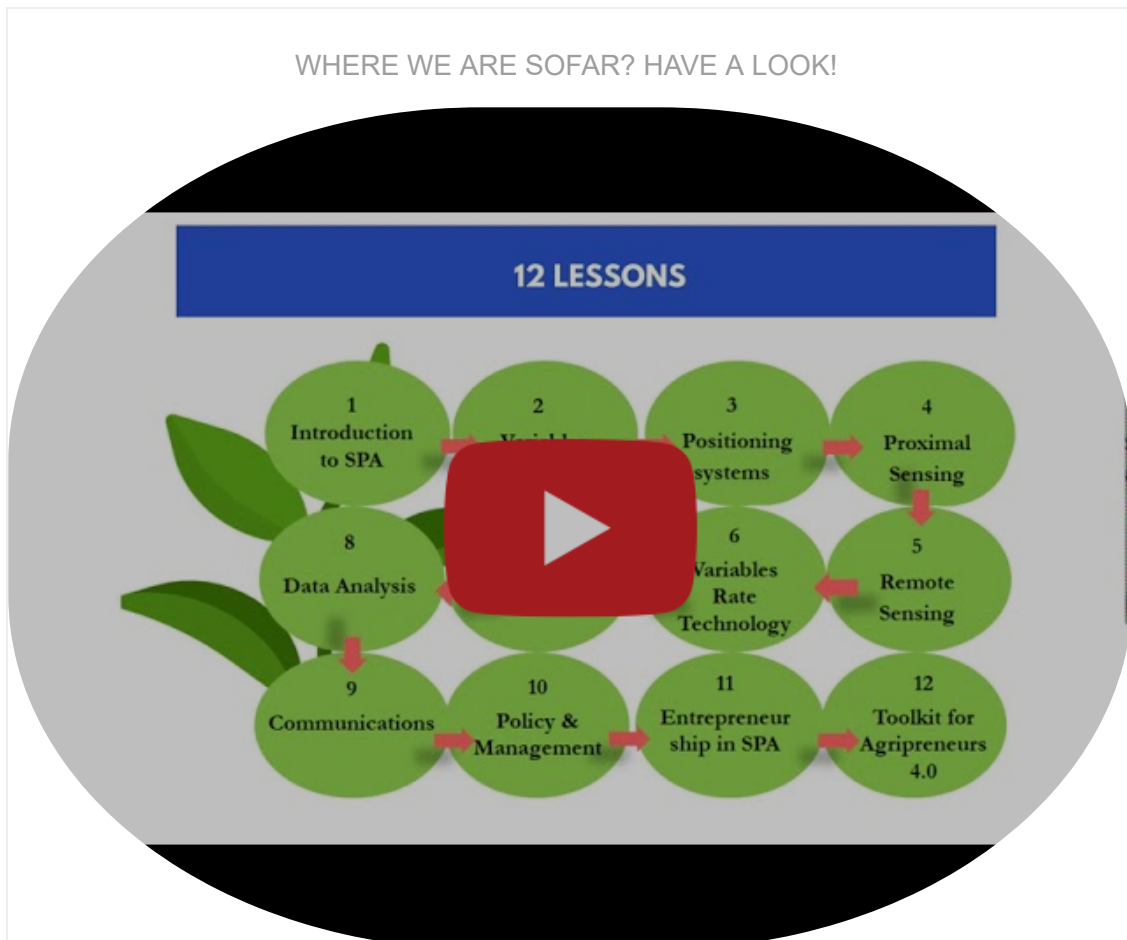 WHERE WE ARE SOFAR? HAVE A LOOK!
12 LESSONS
1
Introduction
to SPA
2
3
Positioning
systems
4
Proximal
Sensing
5
Remote
Sensing
6
Variables
Rate
Technology
8
Data Analysis
9
Communications
10
Policy &
Management
11
Entrepreneur
ship in SPA
12
Toolkit for
Agripreneurs
4.0